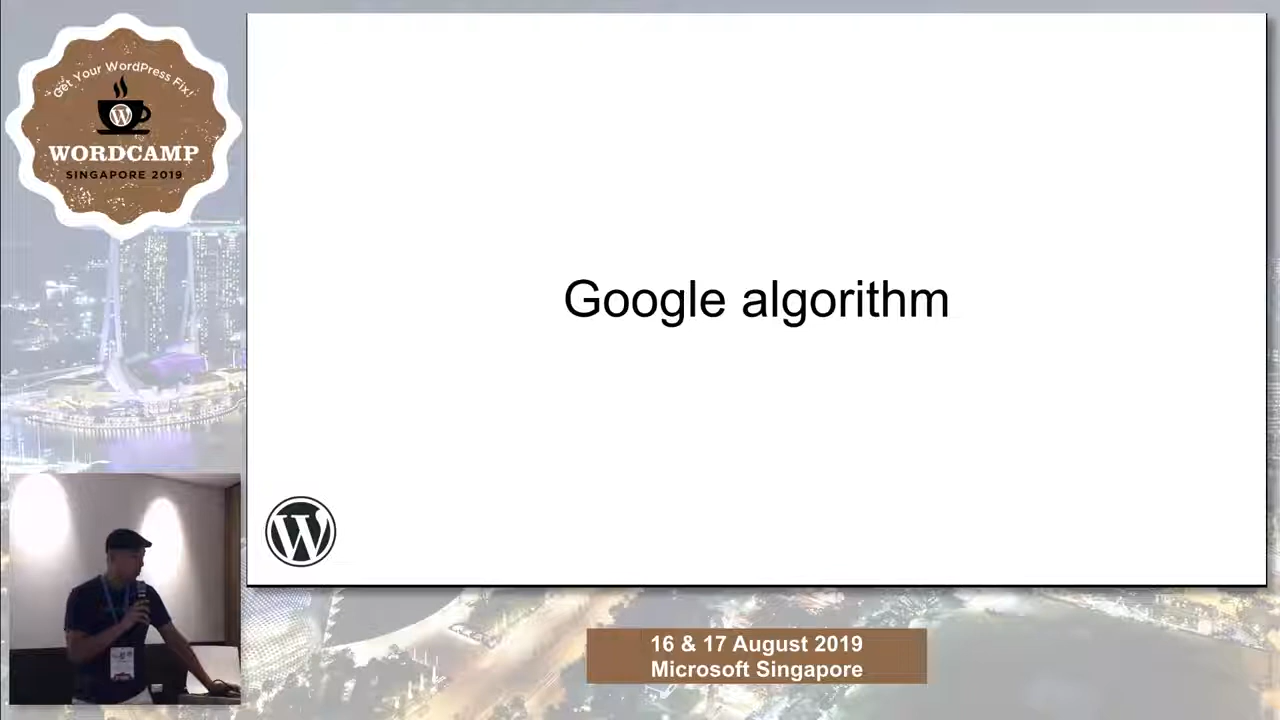 Get Your WordPress Fix!
WORDCAMP
SINGAPORE 2019
Google algorithm
16 & 17 August 2019
Microsoft Singapore